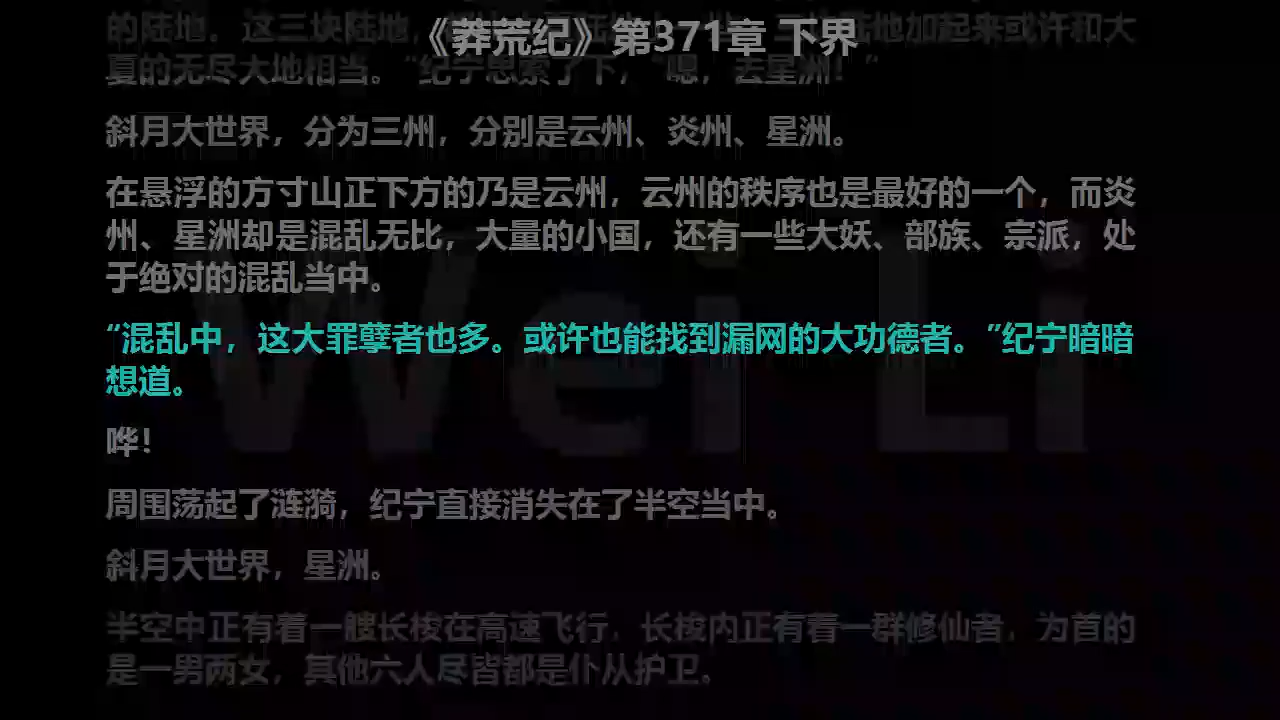 《莽荒纪》第371章 下界
的陆地，这三块陆地，地加起来或许和大
夏的无尽大地相当。”纪宁思索了下，“嗯，去星洲！”
斜月大世界，分为三州，分别是云州、炎州、星洲。
在悬浮的方寸山正下方的乃是云州，云州的秩序也是最好的一个，而炎
州、星洲却是混乱无比，大量的小国，还有一些大妖、部族、宗派，处
于绝对的混乱当中。
“混乱中，这大罪孽者也多。或许也能找到漏网的大功德者。”纪宁暗暗
想道。
哗！
周围荡起了涟漪，纪宁直接消失在了半空当中。
斜月大世界，星洲。
半空中正有着一艘长梭在高速飞行，长梭内正有着一群修仙者，为首的
是一男两女，其他六人尽皆都是仆从护卫。
Wei Li